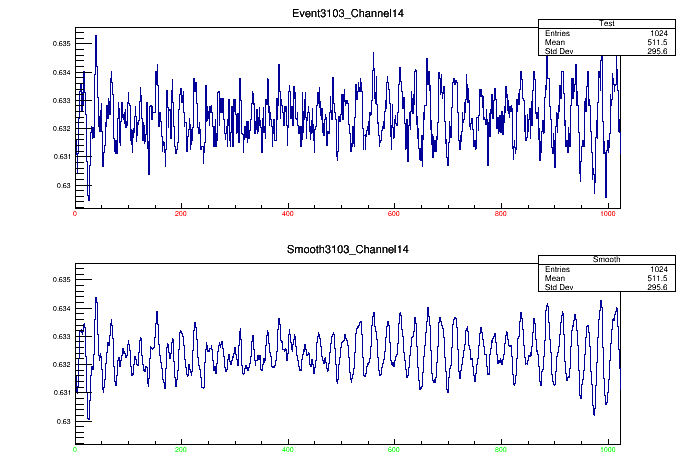 Event3103_Channel14
Test
Entries 1024
Mean 511.5
Std Dev 295.6
0.635
0.634
0.633
0.632
0.631
0.63
0 200 400 600 800 1000
Smooth3103_Channel14
Smooth
Entries 1024
Mean 511.5
Std Dev 295.6
0.635
0.634
0.633
0.632
0.631
0.63
0 200 400 600 800 1000